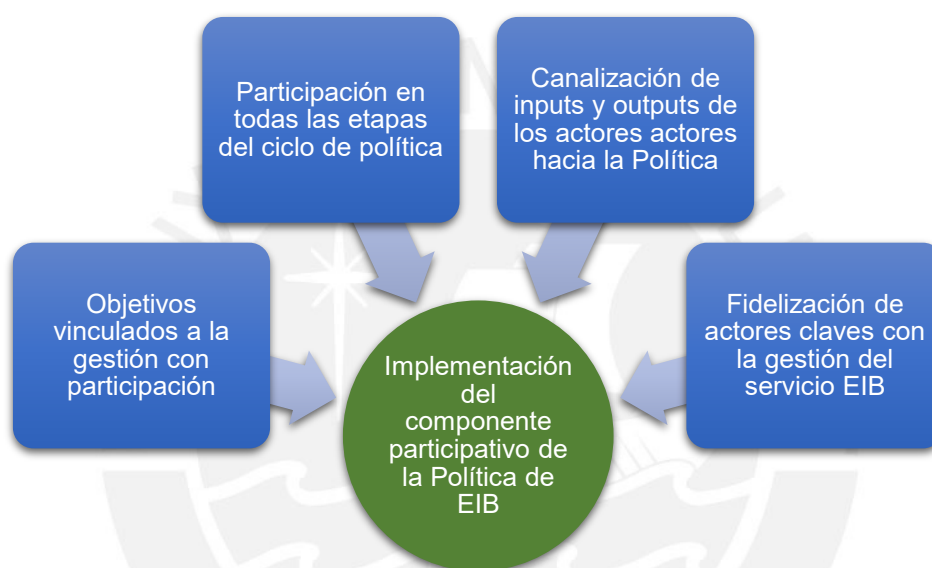 Participación en
todas las etapas
del ciclo de política
Canalización de
inputs y outputs de
los actores actores
hacia la Política
Objetivos
vinculados a la
gestión con
participación
Fidelización de
actores claves con
la gestión del
servicio EIB
Implementación
del
componente
participativo de
la Política de
EIB